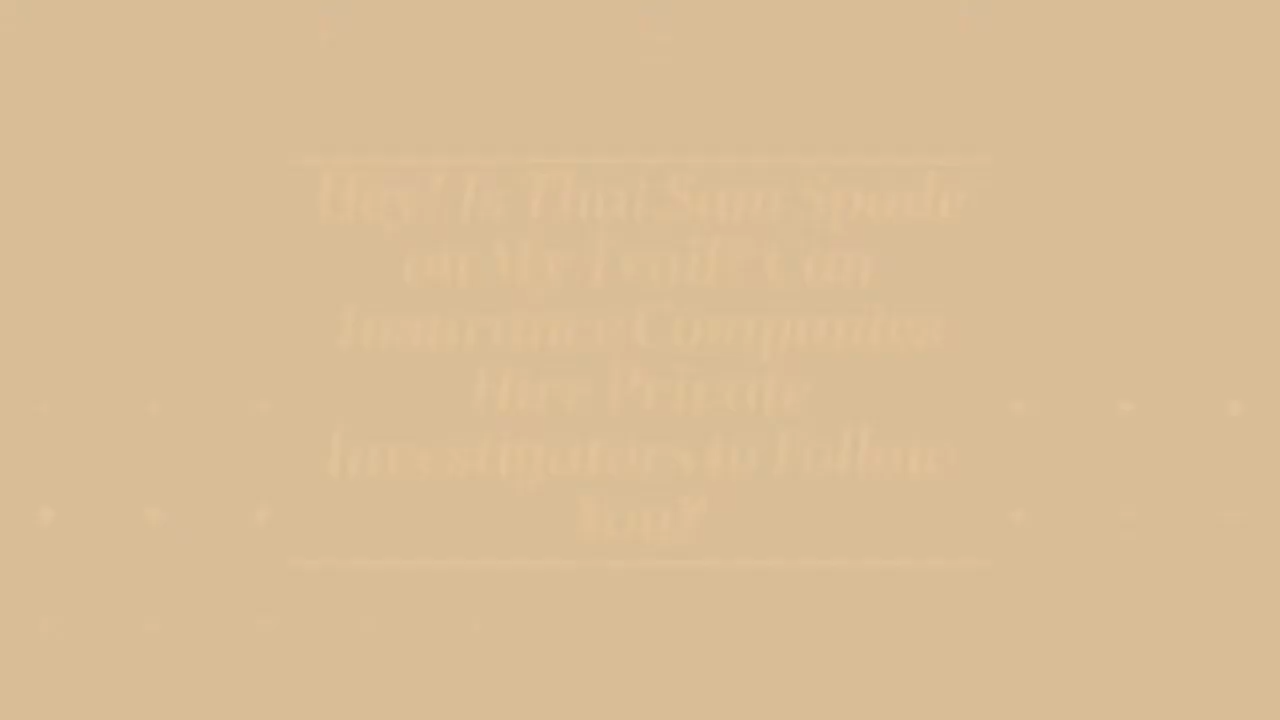 Hey! Is That Sam Spade
on My Trail? Can
Insurance Companies
Hire Private
Investigators to Follow
You?